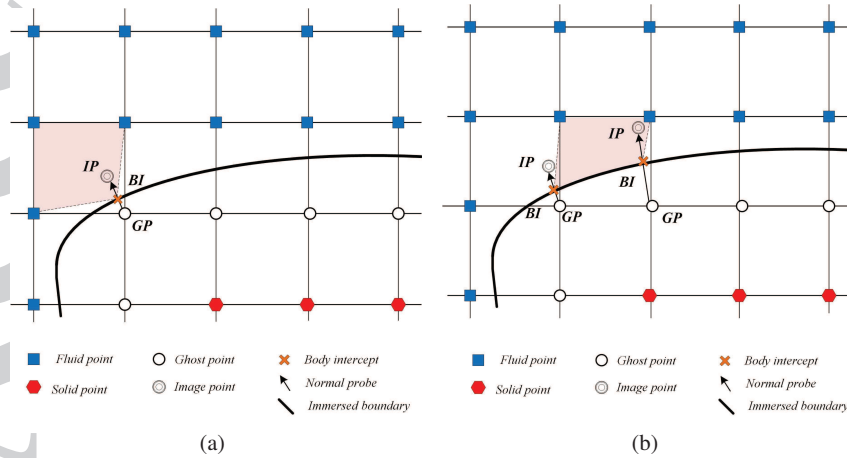 IP
BI
GP
Fluid point
Ghost point
Body intercept
Solid point
Image point
Normal probe
Immersed boundary
(a)
IP
IP
BI
BI
GP
GP
Fluid point
Ghost point
Body intercept
Solid point
Image point
Normal probe
Immersed boundary
(b)